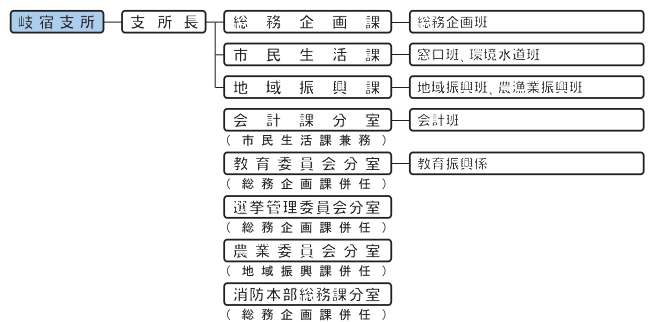 岐宿支所 支所長 総務企画課 総務企画班
市民生活課 窓口班、環境水道班
地域振興課 地域振興班、農漁業振興班
会計課分室 会計班
（市民生活課兼務）
教育委員会分室 教育振興係
（総務企画課併任）
選挙管理委員会分室
（総務企画課併任）
農業委員会分室
（地域振興課併任）
消防本部総務課分室
（総務企画課併任）